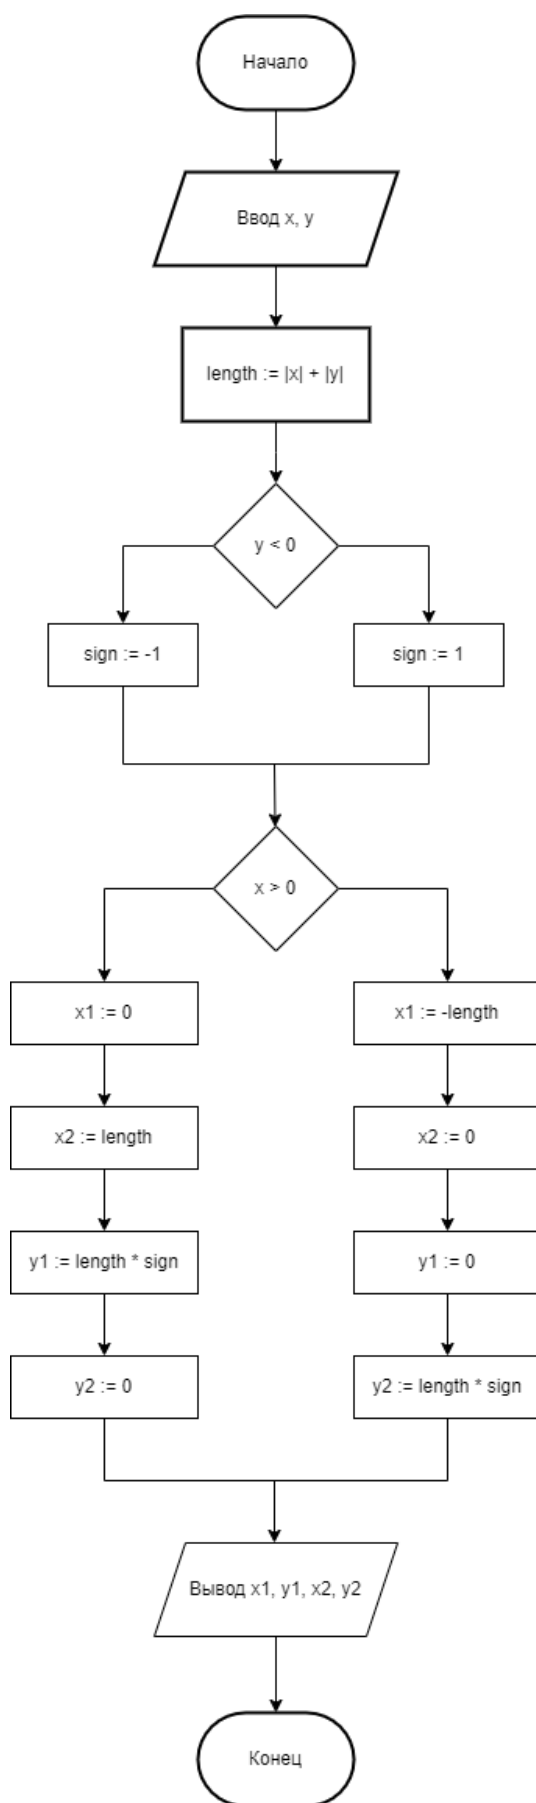 Начало
Ввод x, y
length := |x| + |y|
y < 0
sign := -1
sign := 1
x > 0
x1 := 0
x1 := -length
x2 := length
x2 := 0
y1 := length * sign
y1 := 0
y2 := 0
y2 := length * sign
Вывод x1, y1, x2, y2
Конец